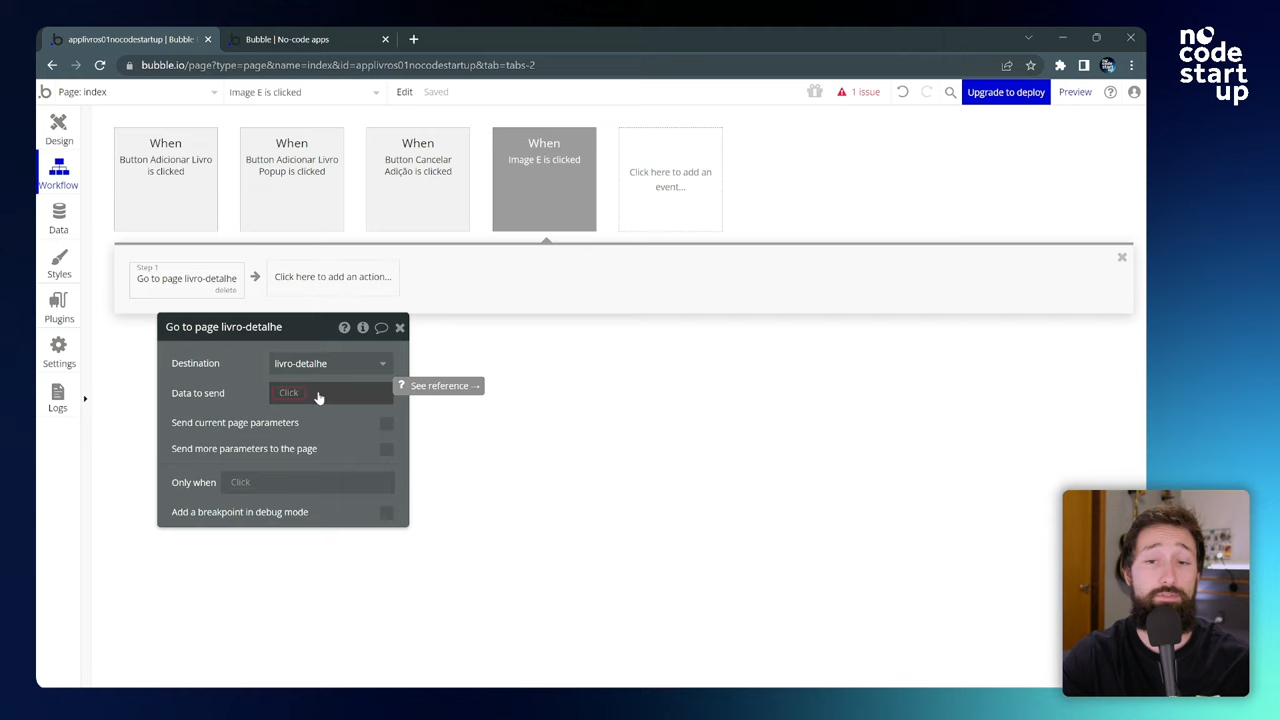 no
code
start
up
applivros01nocodestartup | Bubble
Bubble | No-code apps
bubble.io/page?type=page&name=index&id=applivros01nocodestartup&tab=tabs-2
Page: index
Image E is clicked
Edit
Saved
1 issue
Upgrade to deploy
Preview
Design
Workflow
Data
Styles
Plugins
Settings
Logs
When
Button Adicionar Livro
is clicked
When
Button Adicionar Livro
Popup is clicked
When
Button Cancelar
Adição is clicked
When
Image E is clicked
Click here to add an
event...
Step 1
Go to page livro-detalhe
delete
Click here to add an action...
Go to page livro-detalhe
Destination
livro-detalhe
Data to send
Click
? See reference →
Send current page parameters
Send more parameters to the page
Only when
Click
Add a breakpoint in debug mode